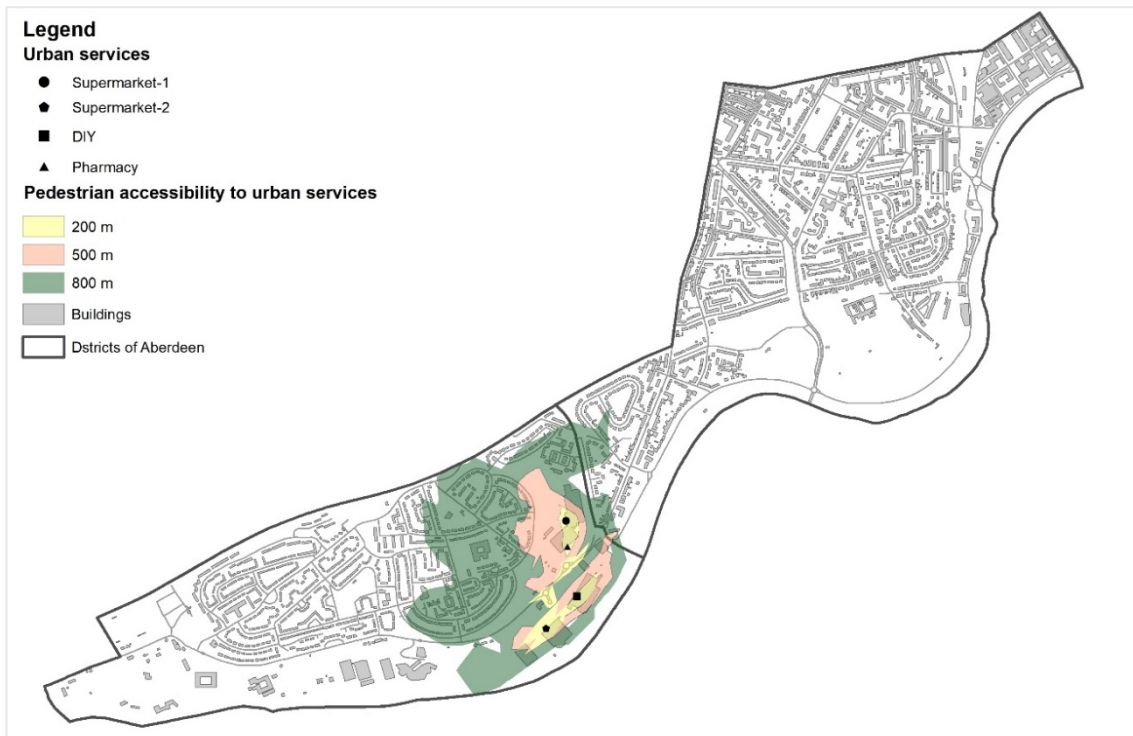 Legend
Urban services
Supermarket-1
Supermarket-2
DIY
Pharmacy
Pedestrian accessibility to urban services
200 m
500 m
800 m
Buildings
Dstricts of Aberdeen